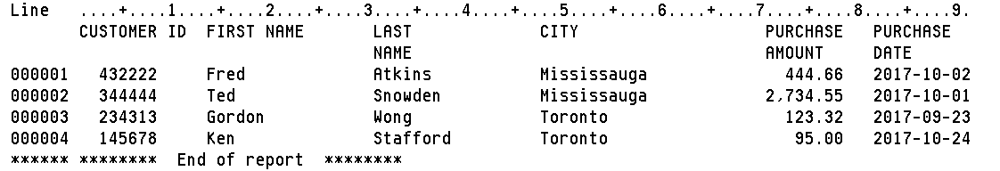 Line   ....+....1....+....2....+....3....+....4....+....5....+....6....+....7....+....8....+....9.
       CUSTOMER ID  FIRST NAME       LAST             CITY                   PURCHASE   PURCHASE
                                     NAME                                    AMOUNT     DATE
000001   432222     Fred             Atkins           Mississauga              444.66   2017-10-02
000002   344444     Ted              Snowden          Mississauga            2,734.55   2017-10-01
000003   234313     Gordon           Wong             Toronto                  123.32   2017-09-23
000004   145678     Ken              Stafford         Toronto                   95.00   2017-10-24
****** ********  End of report  ********